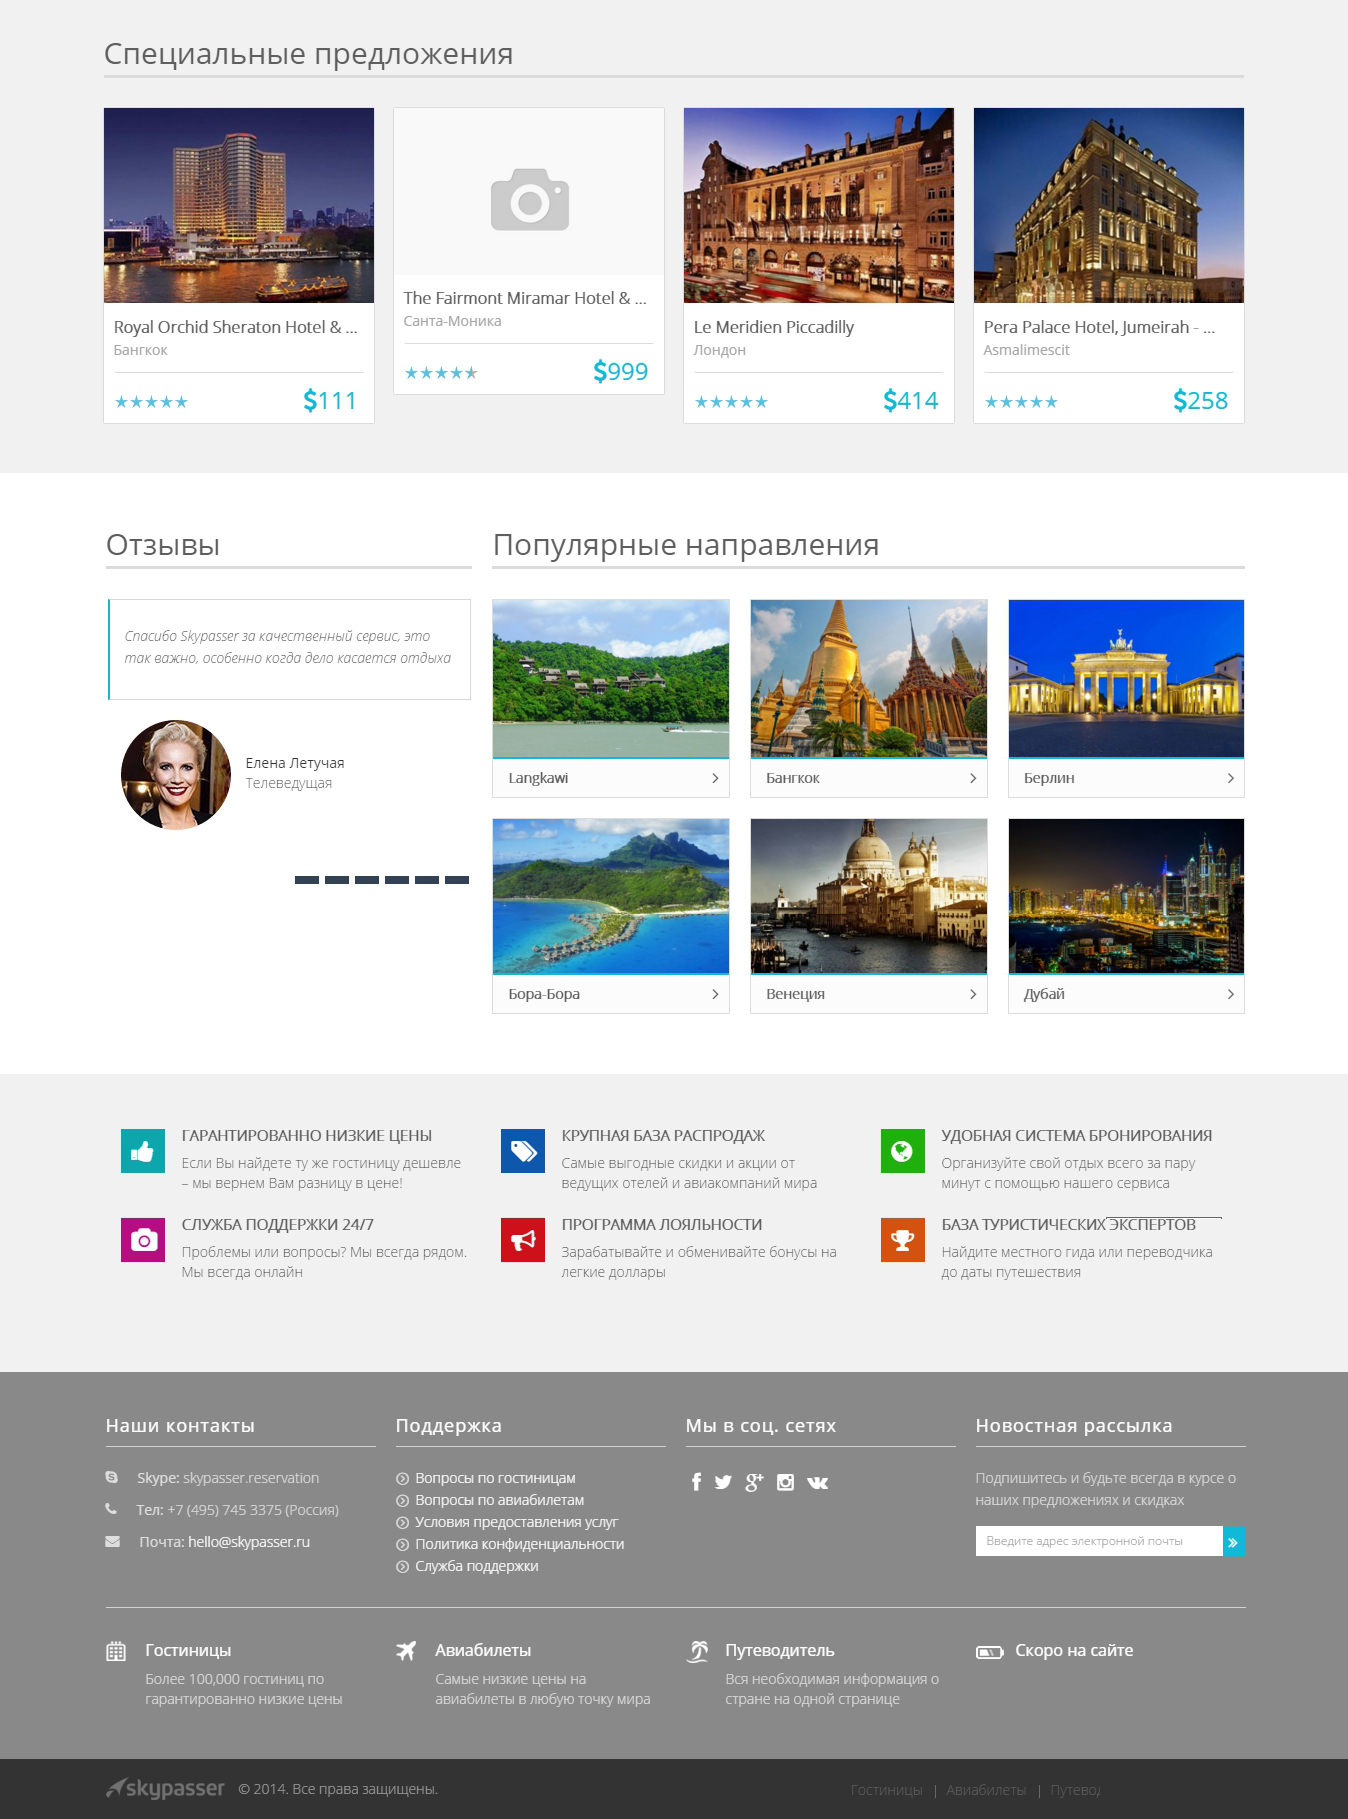 Специальные предложения
Royal Orchid Sheraton Hotel & ...
Бангкок
$111
The Fairmont Miramar Hotel & ...
Санта-Моника
$999
Le Meridien Piccadilly
Лондон
$414
Pera Palace Hotel, Jumeirah - ...
Asmalimescit
$258
Отзывы
Спасибо Skypasser за качественный сервис, это
так важно, особенно когда дело касается отдыха
Елена Летучая
Телеведущая
Популярные направления
Langkawi
Бангкок
Берлин
Бора-Бора
Венеция
Дубай
ГАРАНТИРОВАННО НИЗКИЕ ЦЕНЫ
Если Вы найдете ту же гостиницу дешевле
– мы вернем Вам разницу в цене!
КРУПНАЯ БАЗА РАСПРОДАЖ
Самые выгодные скидки и акции от
ведущих отелей и авиакомпаний мира
УДОБНАЯ СИСТЕМА БРОНИРОВАНИЯ
Организуйте свой отдых всего за пару
минут с помощью нашего сервиса
СЛУЖБА ПОДДЕРЖКИ 24/7
Проблемы или вопросы? Мы всегда рядом.
Мы всегда онлайн
ПРОГРАММА ЛОЯЛЬНОСТИ
Зарабатывайте и обменивайте бонусы на
легкие доллары
БАЗА ТУРИСТИЧЕСКИХ ЭКСПЕРТОВ
Найдите местного гида или переводчика
до даты путешествия
Наши контакты
Skype: skypasser.reservation
Тел: +7 (495) 745 3375 (Россия)
Почта: hello@skypasser.ru
Поддержка
Вопросы по гостиницам
Вопросы по авиабилетам
Условия предоставления услуг
Политика конфиденциальности
Служба поддержки
Мы в соц. сетях
Новостная рассылка
Подпишитесь и будьте всегда в курсе о
наших предложениях и скидках
Введите адрес электронной почты
Гостиницы
Более 100,000 гостиниц по
гарантированно низкие цены
Авиабилеты
Самые низкие цены на
авиабилеты в любую точку мира
Путеводитель
Вся необходимая информация о
стране на одной странице
Скоро на сайте
skypasser © 2014. Все права защищены.
Гостиницы | Авиабилеты |